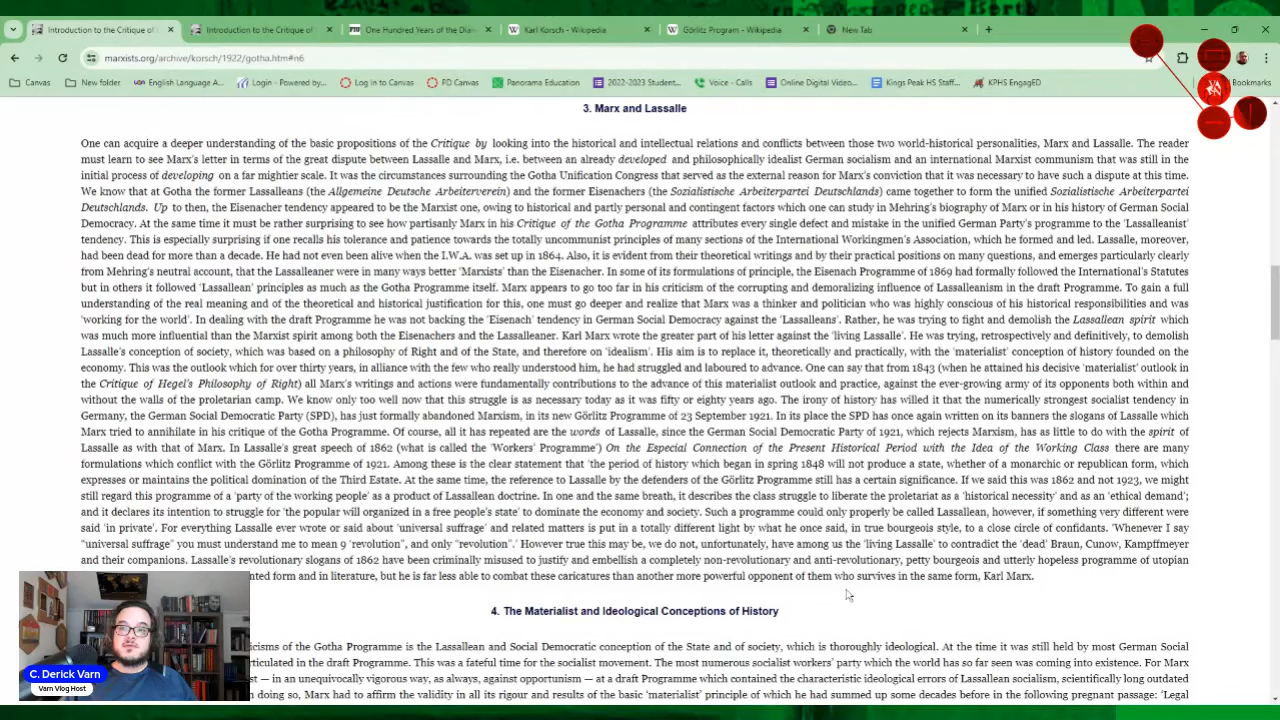 Introduction to the Critique of
Introduction to the Critique of
One Hundred Years of the Dia
Karl Korsch - Wikipedia
Görlitz Program - Wikipedia
New Tab
marxists.org/archive/korsch/1922/gotha.htm#n6
Canvas
New folder
English Language A...
Login - Powered by...
Log in to Canvas
PD Canvas
Panorama Education
2022-2023 Student...
Voice - Calls
Online Digital Video...
Kings Peak HS Staff...
KPHS EngagED
Bookmarks
3. Marx and Lassalle
One can acquire a deeper understanding of the basic propositions of the Critique by looking into the historical and intellectual relations and conflicts between those two world-historical personalities, Marx and Lassalle. The reader
must learn to see Marx's letter in terms of the great dispute between Lassalle and Marx, i.e. between an already developed and philosophically idealist German socialism and an international Marxist communism that was still in the
initial process of developing on a far mightier scale. It was the circumstances surrounding the Gotha Unification Congress that served as the external reason for Marx's conviction that it was necessary to have such a dispute at this time.
We know that at Gotha the former Lassalleans (the Allgemeine Deutsche Arbeiterverein) and the former Eisenachers (the Sozialistische Arbeiterpartei Deutschlands) came together to form the unified Sozialistische Arbeiterpartei
Deutschlands. Up to then, the Eisenacher tendency appeared to be the Marxist one, owing to historical and partly personal and contingent factors which one can study in Mehring's biography of Marx or in his history of German Social
Democracy. At the same time it must be rather surprising to see how partisanly Marx in his Critique of the Gotha Programme attributes every single defect and mistake in the unified German Party's programme to the 'Lassalleanist'
tendency. This is especially surprising if one recalls his tolerance and patience towards the totally uncommunist principles of many sections of the International Workingmen's Association, which he formed and led. Lassalle, moreover,
had been dead for more than a decade. He had not even been alive when the I.W.A. was set up in 1864. Also, it is evident from their theoretical writings and by their practical positions on many questions, and emerges particularly clearly
from Mehring's neutral account, that the Lassalleaner were in many ways better 'Marxists' than the Eisenacher. In some of its formulations of principle, the Eisenach Programme of 1869 had formally followed the International's Statutes
but in others it followed 'Lassallean' principles as much as the Gotha Programme itself. Marx appears to go too far in his criticism of the corrupting and demoralizing influence of Lassalleanism in the draft Programme. To gain a full
understanding of the real meaning and of the theoretical and historical justification for this, one must go deeper and realize that Marx was a thinker and politician who was highly conscious of his historical responsibilities and was
'working for the world'. In dealing with the draft Programme he was not backing the 'Eisenach' tendency in German Social Democracy against the 'Lassalleans'. Rather, he was trying to fight and demolish the Lassallean spirit which
was much more influential than the Marxist spirit among both the Eisenachers and the Lassalleaner. Karl Marx wrote the greater part of his letter against the 'living Lassalle'. He was trying, retrospectively and definitively, to demolish
Lassalle's conception of society, which was based on a philosophy of Right and of the State, and therefore on 'idealism'. His aim is to replace it, theoretically and practically, with the 'materialist' conception of history founded on the
economy. This was the outlook which for over thirty years, in alliance with the few who really understood him, he had struggled and laboured to advance. One can say that from 1843 (when he attained his decisive 'materialist' outlook in
the Critique of Hegel's Philosophy of Right) all Marx's writings and actions were fundamentally contributions to the advance of this materialist outlook and practice, against the ever-growing army of its opponents both within and
without the walls of the proletarian camp. We know only too well now that this struggle is as necessary today as it was fifty or eighty years ago. The irony of history has willed it that the numerically strongest socialist tendency in
Germany, the German Social Democratic Party (SPD), has just formally abandoned Marxism, in its new Görlitz Programme of 23 September 1921. In its place the SPD has once again written on its banners the slogans of Lassalle which
Marx tried to annihilate in his critique of the Gotha Programme. Of course, all it has repeated are the words of Lassalle, since the German Social Democratic Party of 1921, which rejects Marxism, has as little to do with the spirit of
Lassalle as with that of Marx. In Lassalle's great speech of 1862 (what is called the 'Workers' Programme') On the Especial Connection of the Present Historical Period with the Idea of the Working Class there are many
formulations which conflict with the Görlitz Programme of 1921. Among these is the clear statement that 'the period of history which began in spring 1848 will not produce a state, whether of a monarchic or republican form, which
expresses or maintains the political domination of the Third Estate. At the same time, the reference to Lassalle by the defenders of the Görlitz Programme still has a certain significance. If we said this was 1862 and not 1923, we might
still regard this programme of a 'party of the working people' as a product of Lassallean doctrine. In one and the same breath, it describes the class struggle to liberate the proletariat as a 'historical necessity' and as an 'ethical demand';
and it declares its intention to struggle for 'the popular will organized in a free people's state' to dominate the economy and society. Such a programme could only properly be called Lassallean, however, if something very different were
said 'in private'. For everything Lassalle ever wrote or said about 'universal suffrage' and related matters is put in a totally different light by what he once said, in true bourgeois style, to a close circle of confidants. 'Whenever I say
"universal suffrage" you must understand me to mean 9 'revolution", and only "revolution".' However true this may be, we do not, unfortunately, have among us the 'living Lassalle' to contradict the 'dead' Braun, Cunow, Kampffmeyer
and their companions. Lassalle's revolutionary slogans of 1862 have been criminally misused to justify and embellish a completely non-revolutionary and anti-revolutionary, petty bourgeois and utterly hopeless programme of utopian
nted form and in literature, but he is far less able to combat these caricatures than another more powerful opponent of them who survives in the same form, Karl Marx.
4. The Materialist and Ideological Conceptions of History
icisms of the Gotha Programme is the Lassallean and Social Democratic conception of the State and of society, which is thoroughly ideological. At the time it was still held by most German Social
rticulated in the draft Programme. This was a fateful time for the socialist movement. The most numerous socialist workers' party which the world has so far seen was coming into existence. For Marx
est — in an unequivocally vigorous way, as always, against opportunism — at a draft Programme which contained the characteristic ideological errors of Lassallean socialism, scientifically long outdated
n doing so, Marx had to affirm the validity in all its rigour and results of the basic 'materialist' principle of which he had summed up some decades before in the following pregnant passage: 'Legal
C. Derick Varn
Varn Vlog Host